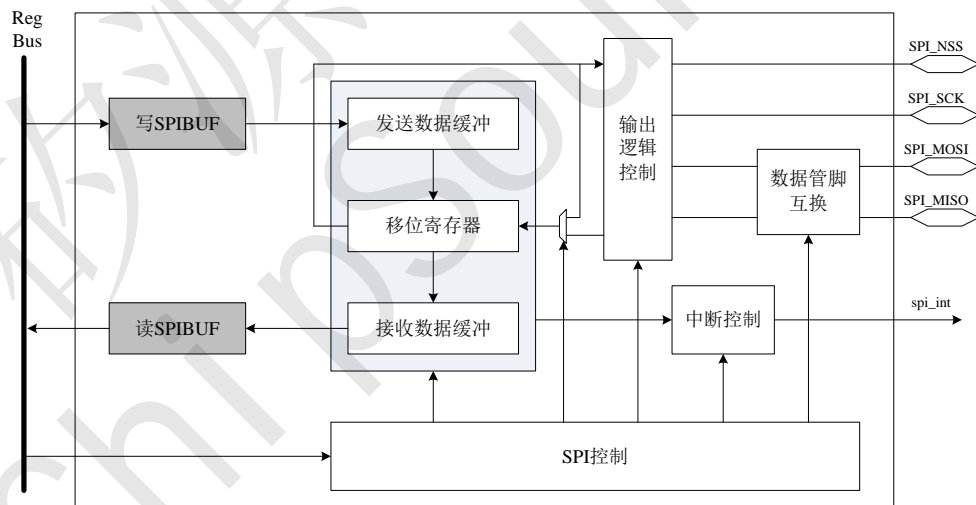 Reg
Bus
写SPIBUF
发送数据缓冲
移位寄存器
读SPIBUF
接收数据缓冲
输出
逻辑
控制
数据管脚
互换
中断控制
SPI控制
SPI_NSS
SPI_SCK
SPI_MOSI
SPI_MISO
spi_int